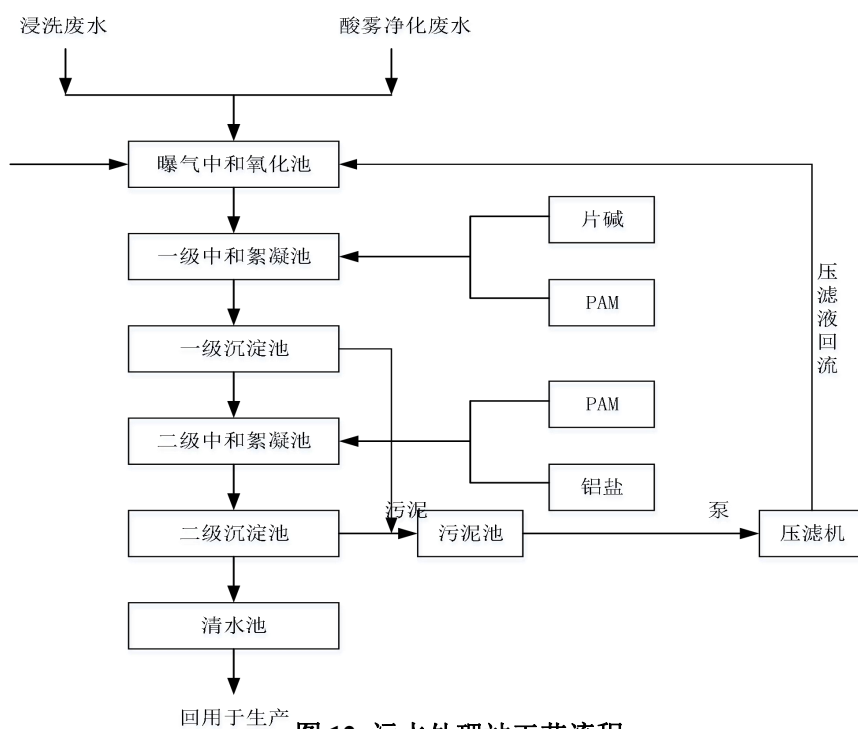 浸洗废水
酸雾净化废水
曝气中和氧化池
片碱
一级中和絮凝池
PAM
压滤液回流
一级沉淀池
PAM
二级中和絮凝池
铝盐
污泥
泵
二级沉淀池
污泥池
压滤机
清水池
回用于生产